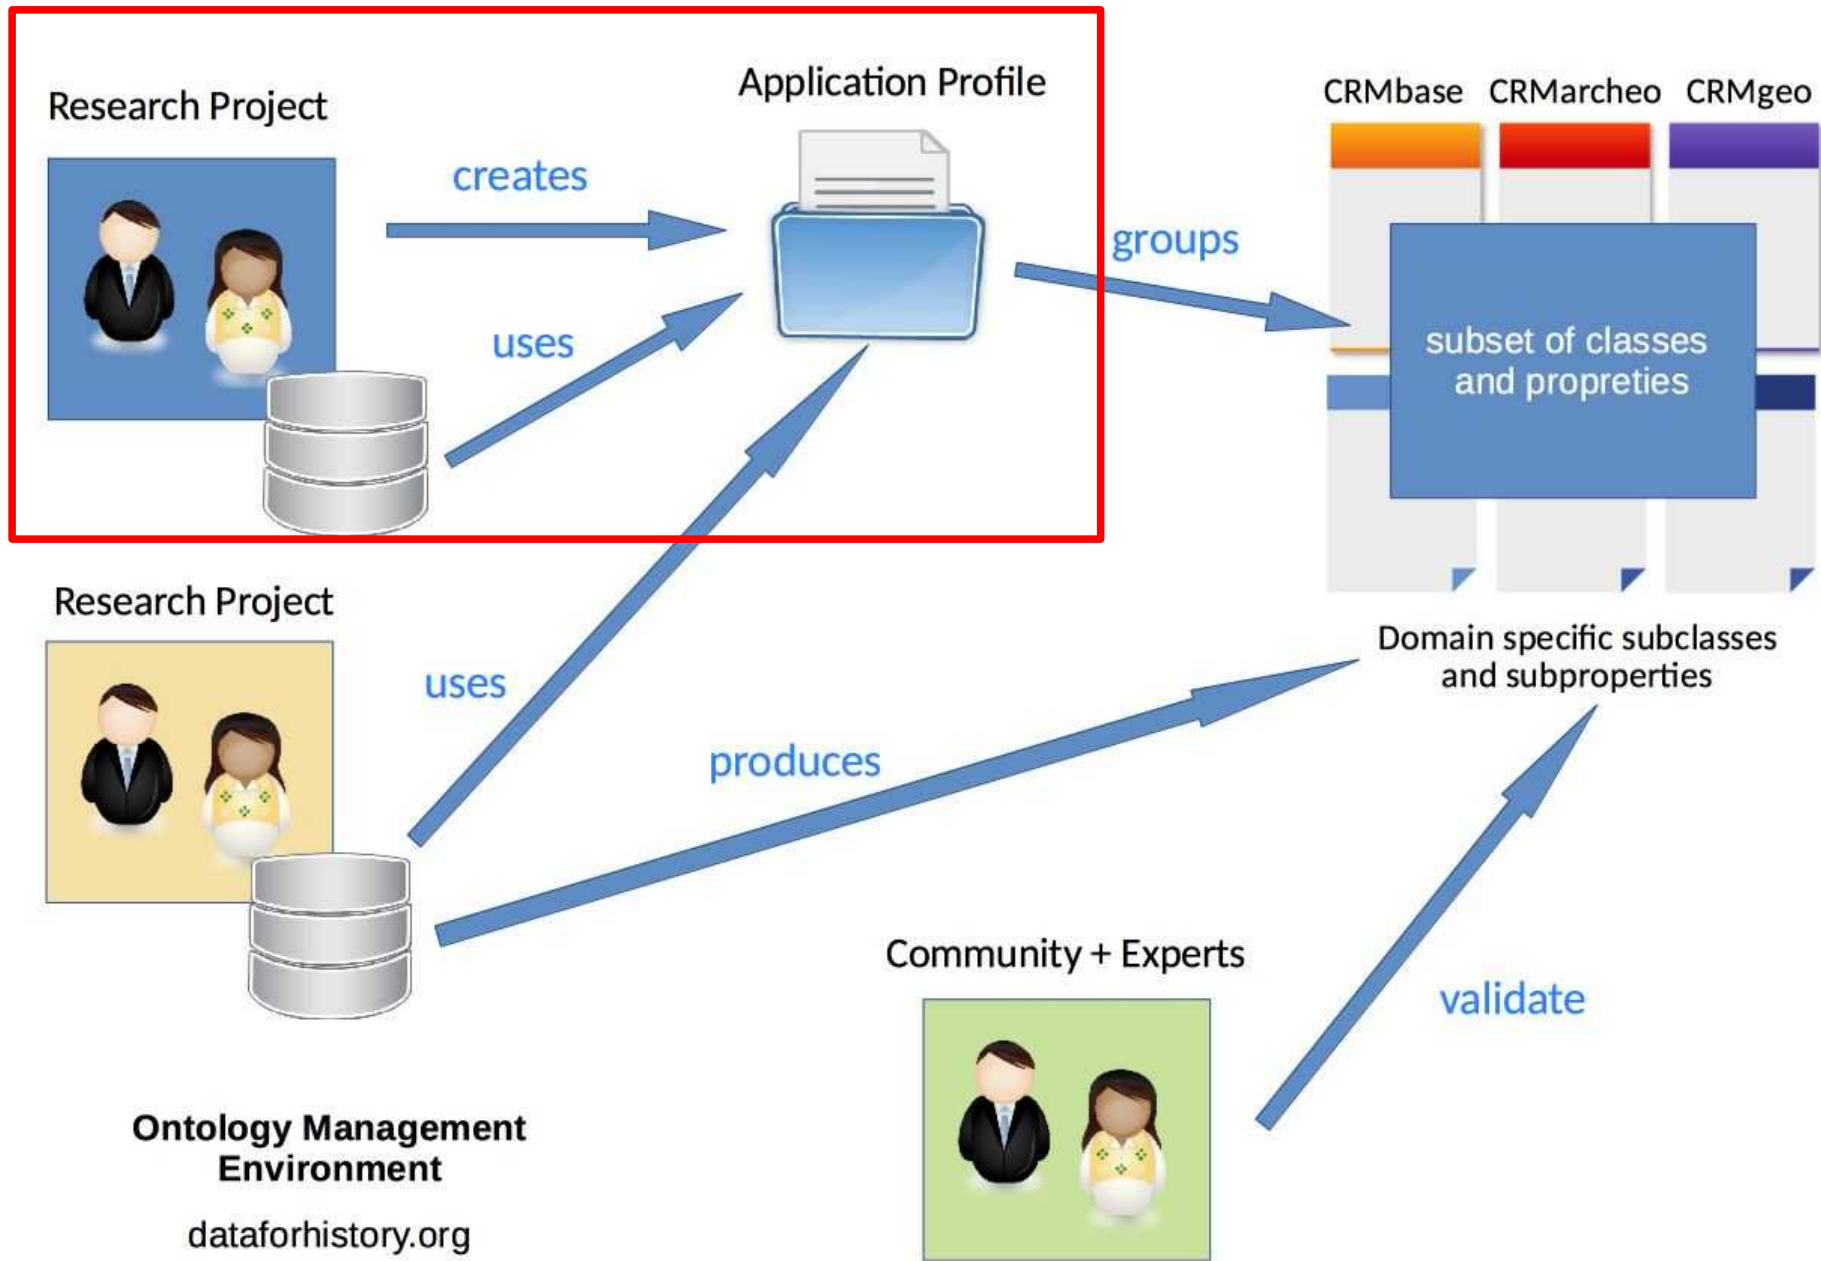 Research Project
Application Profile
CRMbase CRMarcheo CRMgeo
creates
groups
uses
subset of classes
and propreties
Research Project
Domain specific subclasses
and subproperties
uses
produces
Community + Experts
validate
Ontology Management
Environment
dataforhistory.org